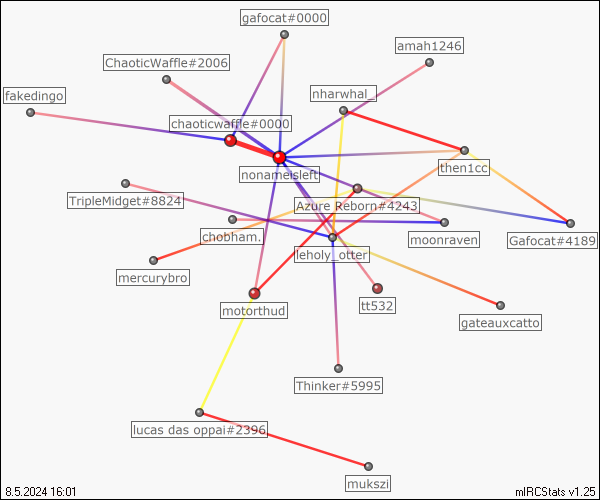 gafocat#0000
amah1246
ChaoticWaffle#2006
nharwhal_
fakedingo
chaoticwaffle#0000
then1cc
nonameisleft
TripleMidget#8824
Azure Reborn#4243
chobham.
moonraven
Gafocat#4189
leholy_otter
mercurybro
tt532
motorthud
gateauxcatto
Thinker#5995
lucas das oppai#2396
mukszi
8.5.2024 16:01
mIRCStats v1.25